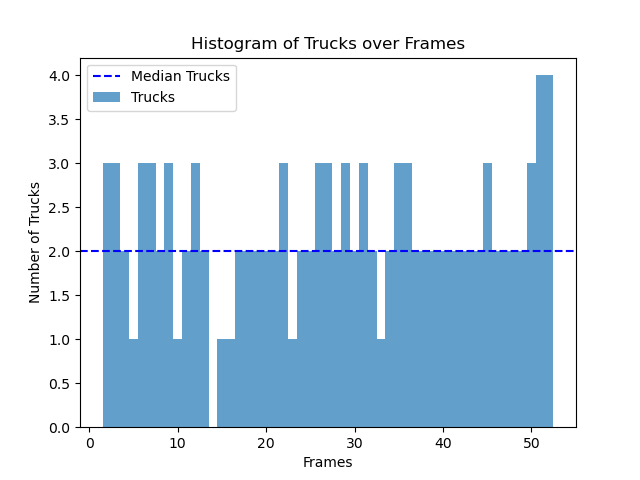 Histogram of Trucks over Frames
Median Trucks
Trucks
Number of Trucks
4.0
3.5
3.0
2.5
2.0
1.5
1.0
0.5
0.0
0 10 20 30 40 50
Frames